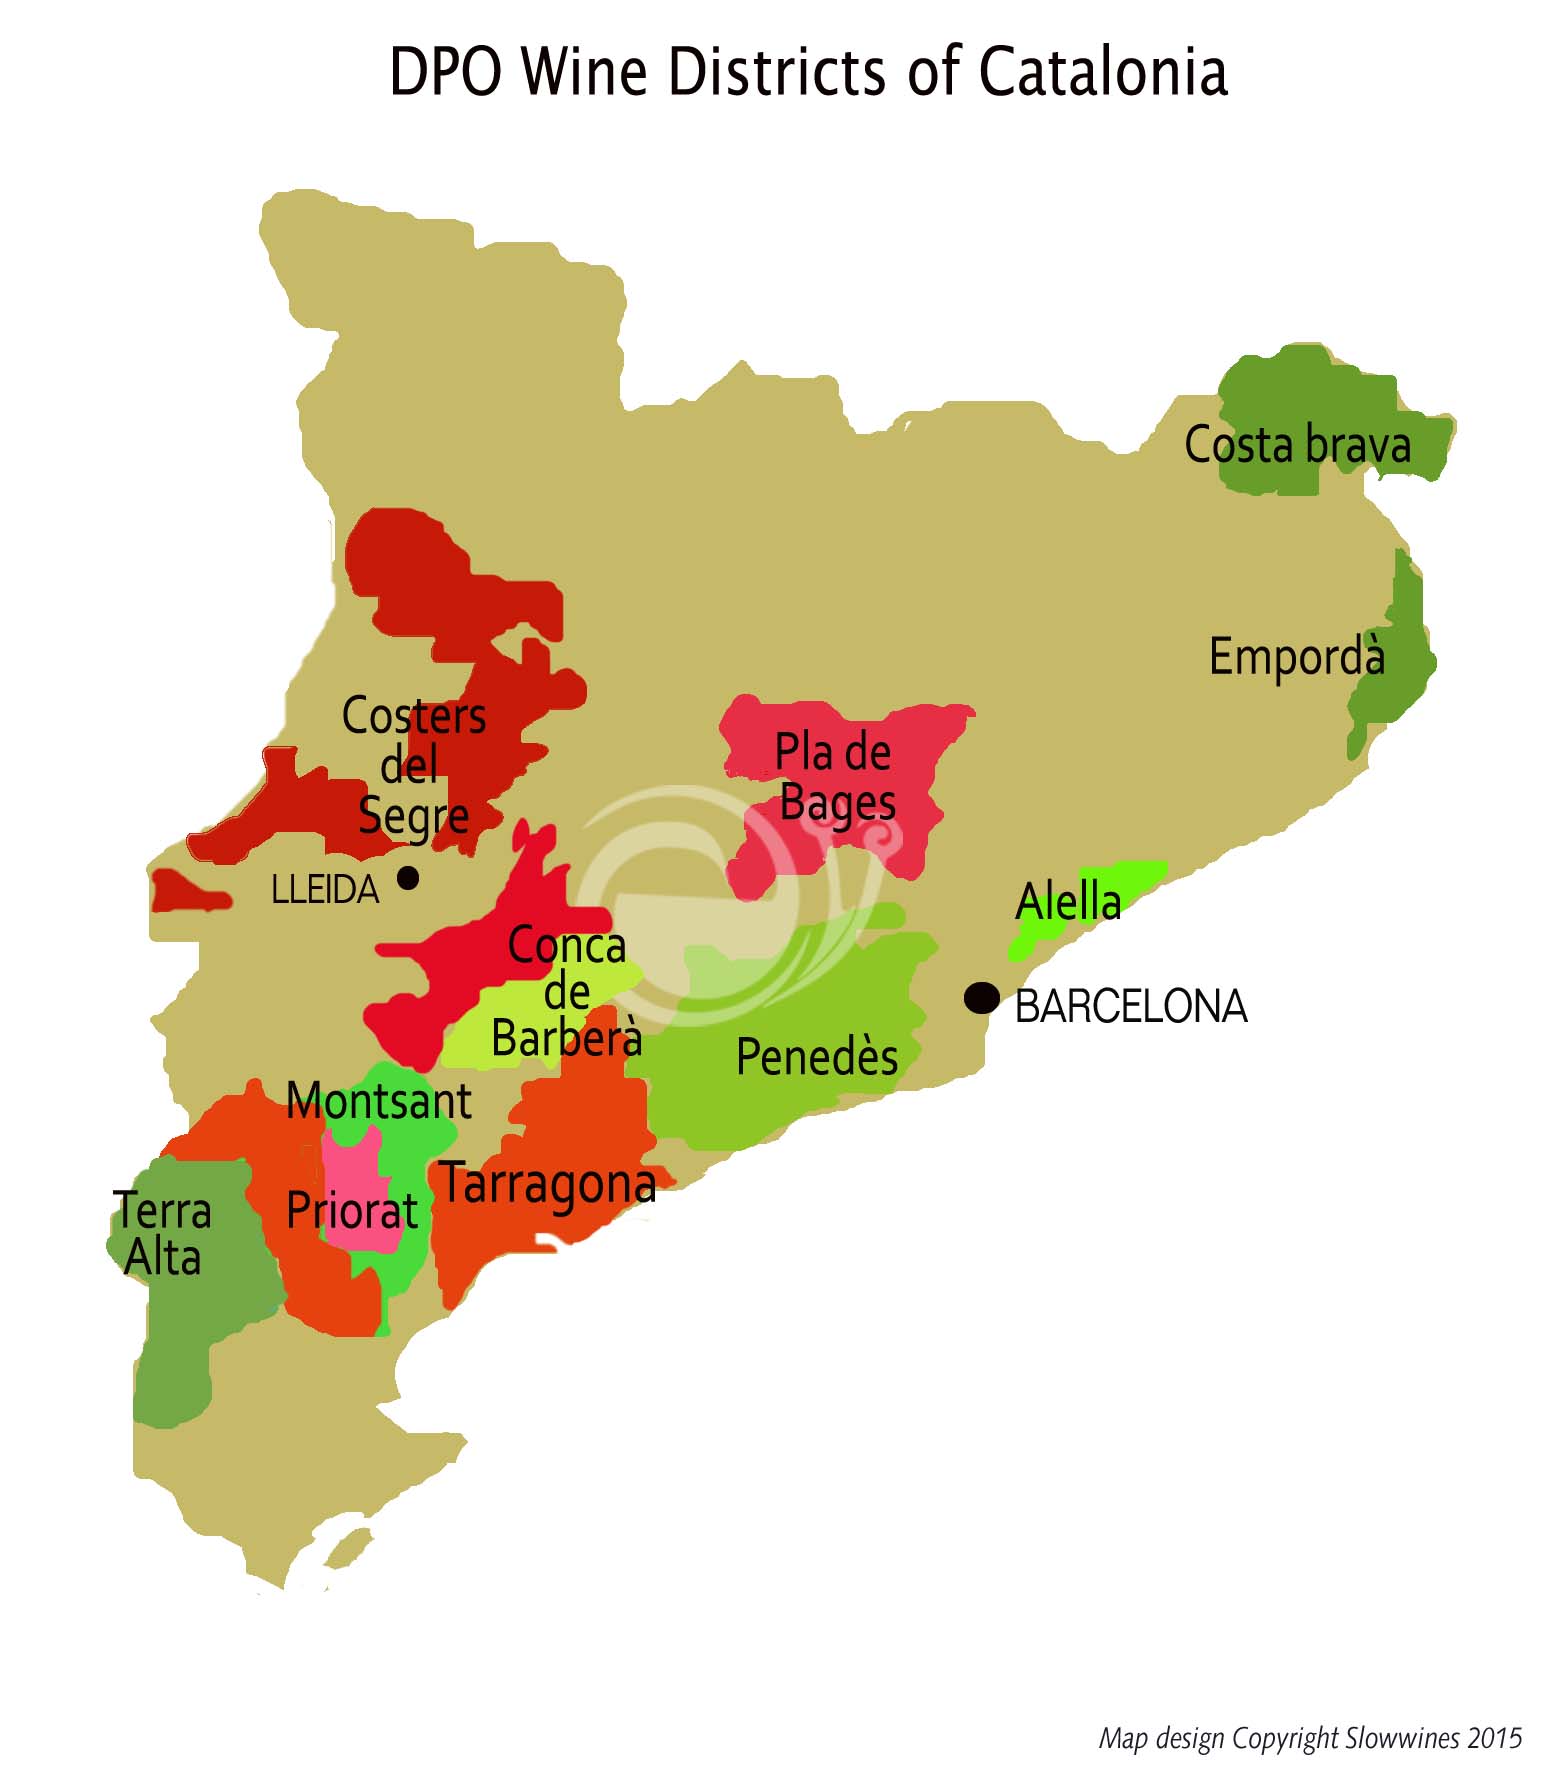 DPO Wine Districts of Catalonia
Costa brava
Empordà
Costers
del
Segre
Pla de
Bages
LLEIDA
Alella
Conca
de
Barberà
BARCELONA
Penedès
Montsant
Tarragona
Priorat
Terra
Alta
Map design Copyright Slowwines 2015